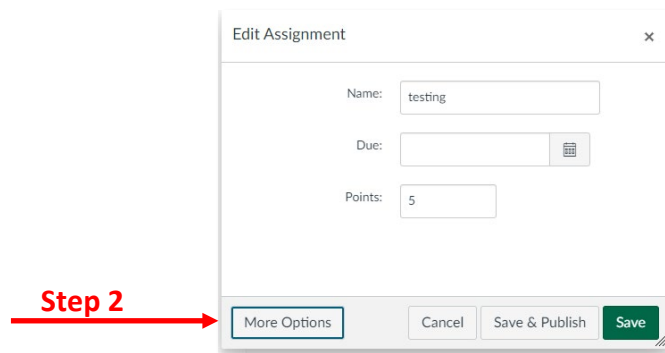 Edit Assignment ×
Name: testing
Due:
Points: 5
Step 2
More Options Cancel Save & Publish Save